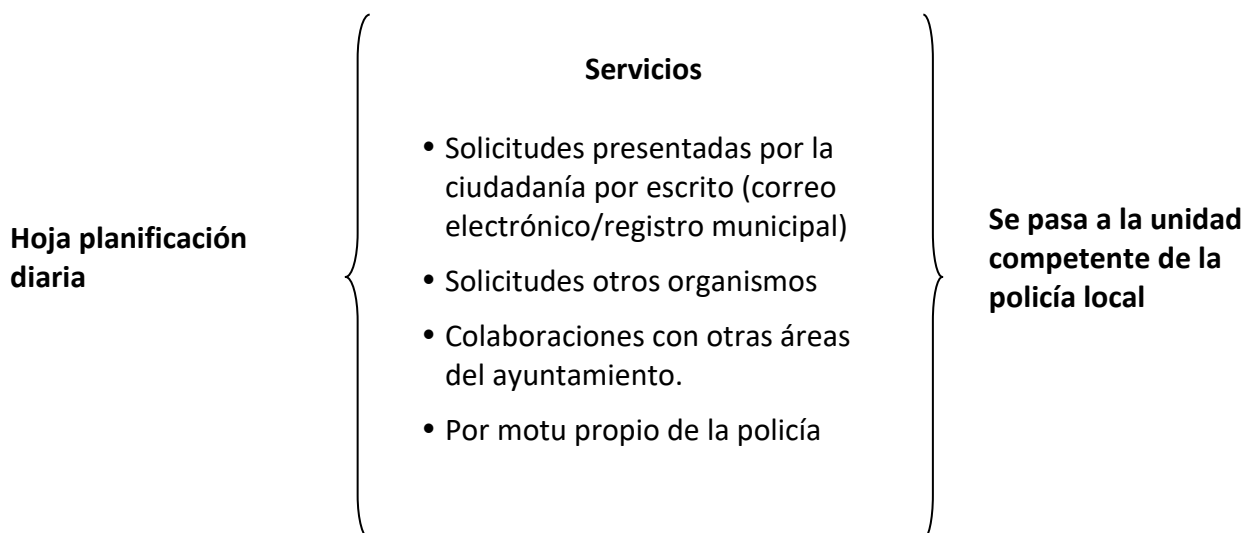 Hoja planificación
diaria
Servicios
• Solicitudes presentadas por la
ciudadanía por escrito (correo
electrónico/registro municipal)
• Solicitudes otros organismos
• Colaboraciones con otras áreas
del ayuntamiento.
• Por motu propio de la policía
Se pasa a la unidad
competente de la
policía local